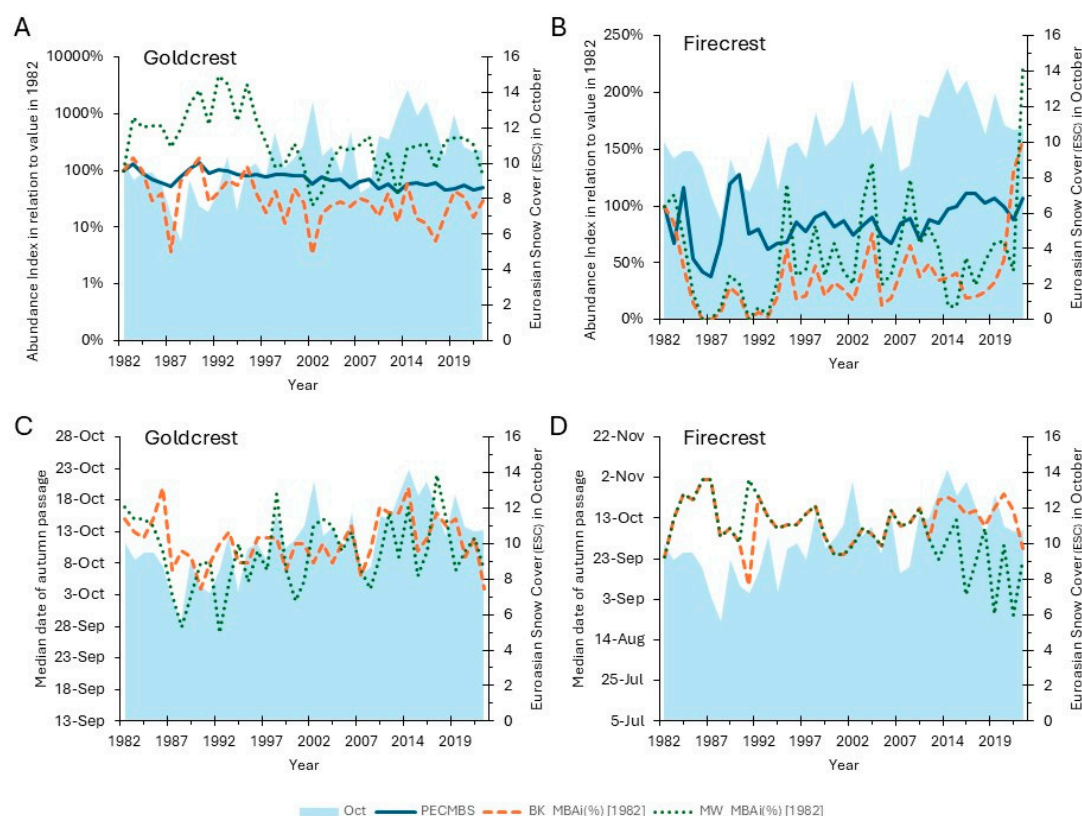 A
Goldcrest
Abundance Index in relation to value in 1982
10000%
1000%
100%
10%
1%
0%
16
14
12
10
8
6
4
2
0
Euroasian Snow Cover (ESC) in October
1982 1987 1992 1997 2002 2007 2014 2019
Year
B
Firecrest
Abundance Index in relation to value in 1982
250%
200%
150%
100%
50%
0%
16
14
12
10
8
6
4
2
0
Euroasian Snow Cover (ESC) in October
1982 1987 1992 1997 2002 2007 2014 2019
Year
C
Goldcrest
Median date of autumn passage
28-Oct
23-Oct
18-Oct
13-Oct
8-Oct
3-Oct
28-Sep
23-Sep
18-Sep
13-Sep
16
14
12
10
8
6
4
2
0
Euroasian Snow Cover (ESC) in October
1982 1987 1992 1997 2002 2007 2014 2019
Year
D
Firecrest
Median date of autumn passage
22-Nov
2-Nov
13-Oct
23-Sep
3-Sep
14-Aug
25-Jul
5-Jul
16
14
12
10
8
6
4
2
0
Euroasian Snow Cover (ESC) in October
1982 1987 1992 1997 2002 2007 2014 2019
Year
Oct PECMBS BK MBAi(%) [1982] MW MBAi(%) [1982]